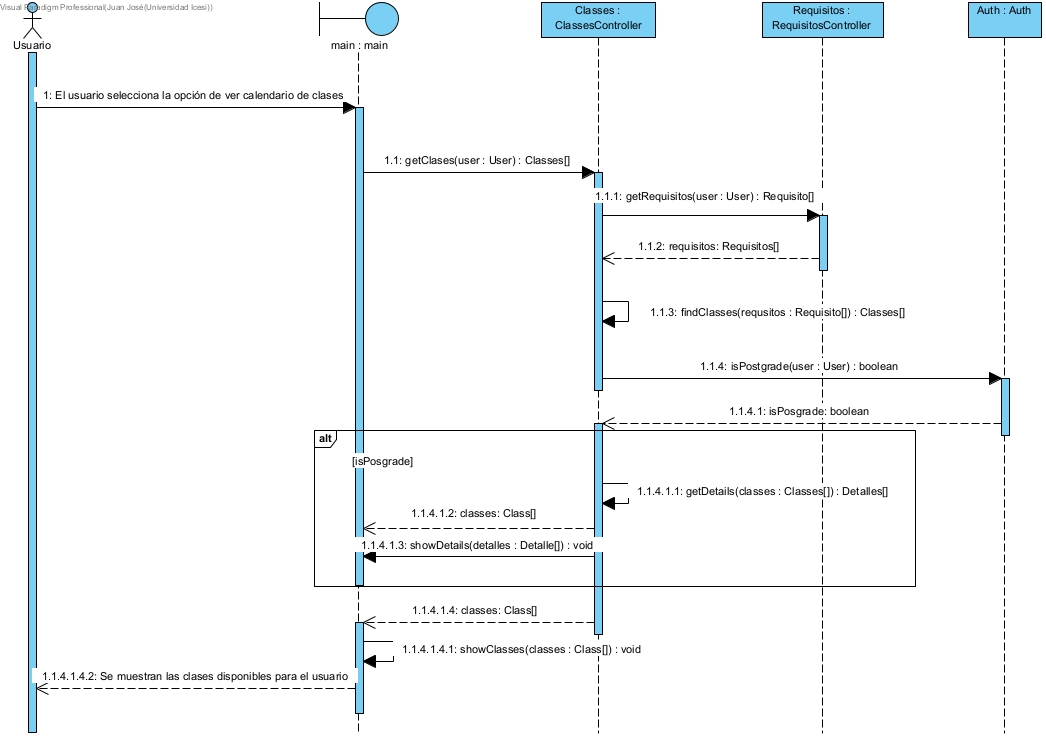 Visual Paradigm Professional(Juan José(Universidad Icesi))
Usuario
main : main
Classes :
ClassesController
Requisitos :
RequisitosController
Auth : Auth
1: El usuario selecciona la opción de ver calendario de clases
1.1: getClases(user : User) : Classes[]
1.1.1: getRequisitos(user : User) : Requisito[]
1.1.2: requisitos: Requisitos[]
1.1.3: findClasses(requsitos : Requisito[]) : Classes[]
1.1.4: isPostgrade(user : User) : boolean
1.1.4.1: isPosgrade: boolean
alt
[isPosgrade]
1.1.4.1.1: getDetails(classes : Classes[]) : Detalles[]
1.1.4.1.2: classes: Class[]
1.1.4.1.3: showDetails(detalles : Detalle[]) : void
1.1.4.1.4: classes: Class[]
1.1.4.1.4.1: showClasses(classes : Class[]) : void
1.1.4.1.4.2: Se muestran las clases disponibles para el usuario